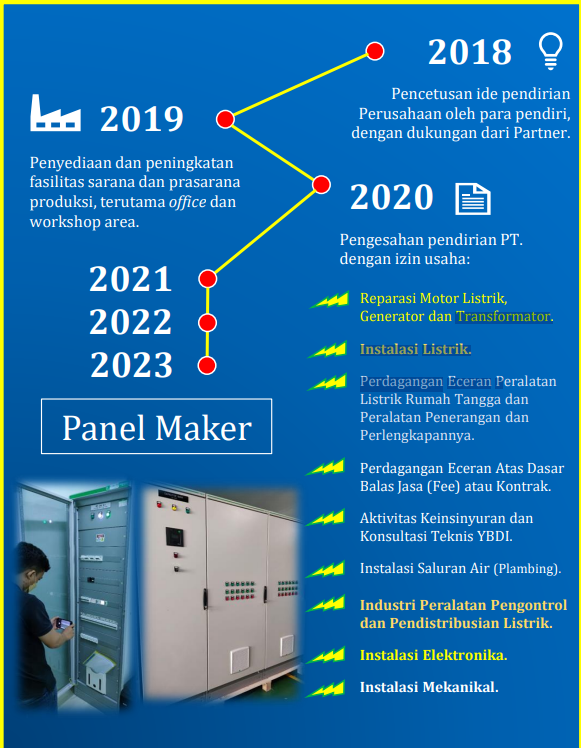 2018
Pencetusan ide pendirian
Perusahaan oleh para pendiri,
dengan dukungan dari Partner.
2019
Penyediaan dan peningkatan
fasilitas sarana dan prasarana
produksi, terutama office dan
workshop area.
2020
Pengesahan pendirian PT.
dengan izin usaha:
2021
2022
2023
Panel Maker
Reparasi Motor Listrik,
Generator dan Transformator.
Instalasi Listrik.
Perdagangan Eceran Peralatan
Listrik Rumah Tangga dan
Peralatan Penerangan dan
Perlengkapannya.
Perdagangan Eceran Atas Dasar
Balas Jasa (Fee) atau Kontrak.
Aktivitas Keinsinyuran dan
Konsultasi Teknis YBDI.
Instalasi Saluran Air (Plambing).
Industri Peralatan Pengontrol
dan Pendistribusian Listrik.
Instalasi Elektronika.
Instalasi Mekanikal.